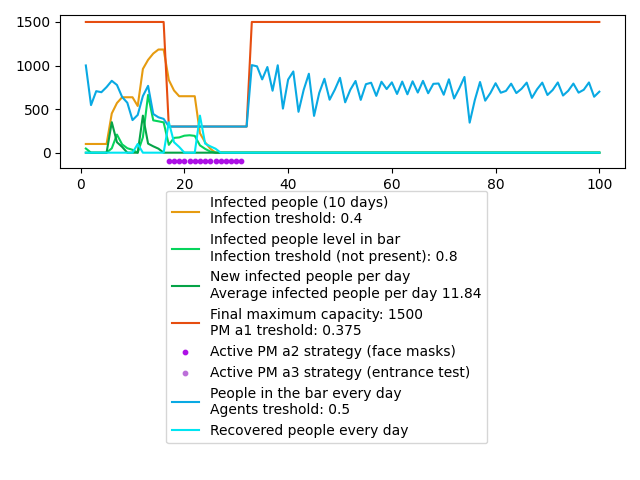 1500
1000
500
0
0 20 40 60 80 100
Infected people (10 days)
Infection treshold: 0.4
Infected people level in bar
Infection treshold (not present): 0.8
New infected people per day
Average infected people per day 11.84
Final maximum capacity: 1500
PM a1 treshold: 0.375
Active PM a2 strategy (face masks)
Active PM a3 strategy (entrance test)
People in the bar every day
Agents treshold: 0.5
Recovered people every day